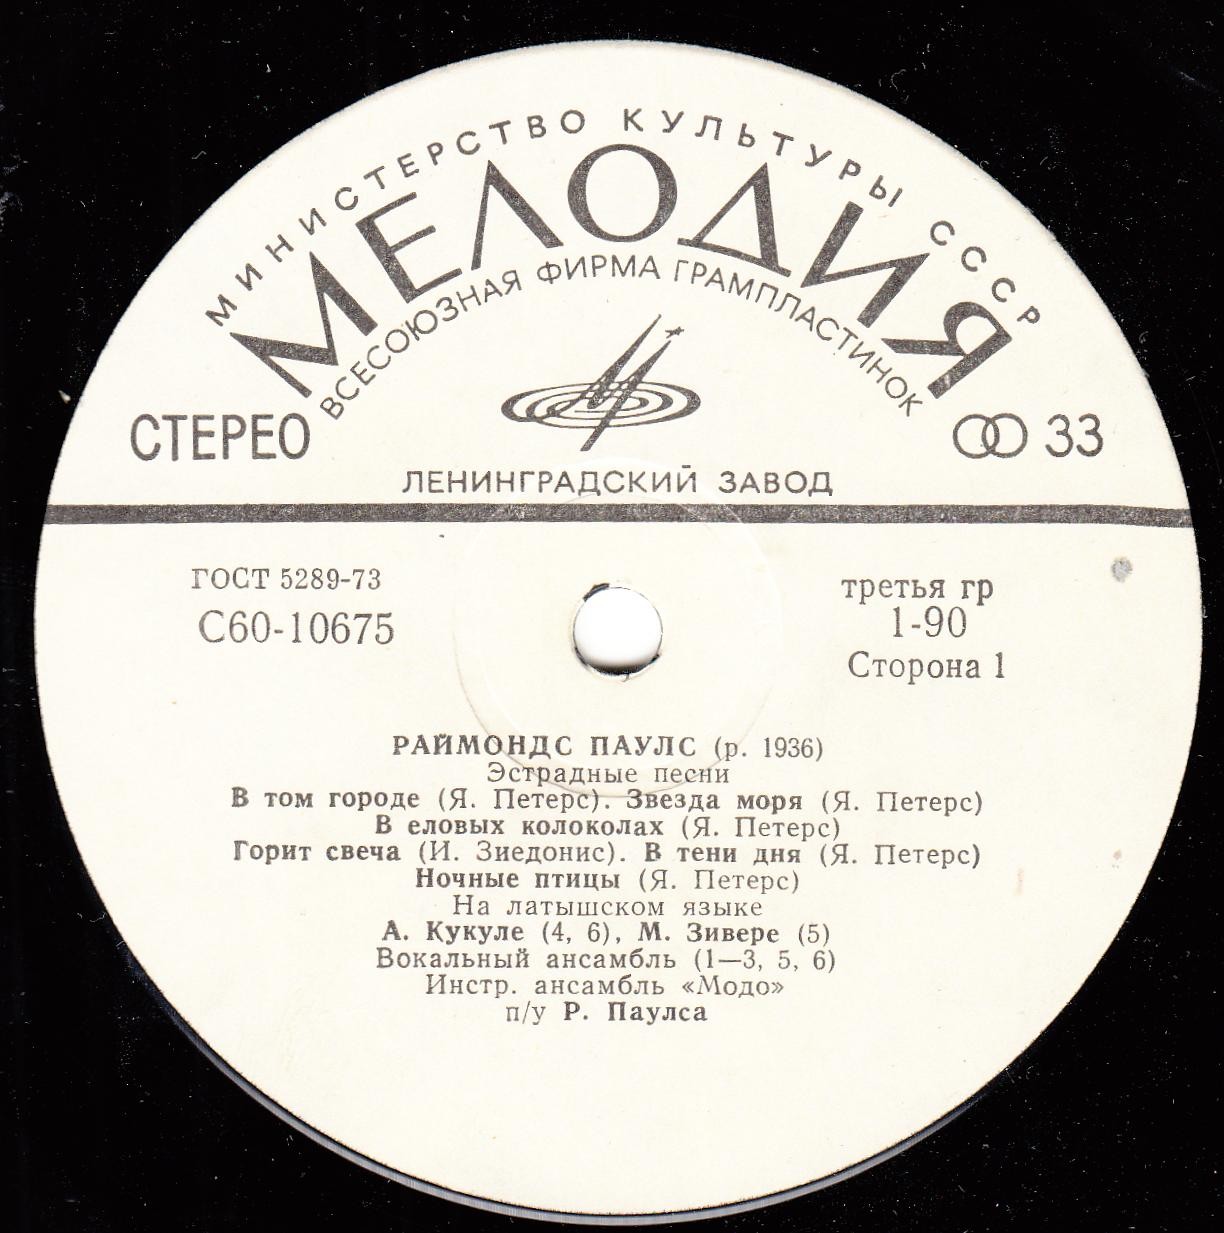 МИНИСТЕРСТВО КУЛЬТУРЫ СССР
МЕЛОДИЯ
ВСЕСОЮЗНАЯ ФИРМА ГРАМПЛАСТИНОК
СТЕРЕО
33
ЛЕНИНГРАДСКИЙ ЗАВОД
ГОСТ 5289-73
С60-10675
третья гр
1-90
Сторона 1
РАЙМОНДС ПАУЛС (р. 1936)
Эстрадные песни
В том городе (Я. Петерс). Звезда моря (Я. Петерс)
В еловых колоколах (Я. Петерс)
Горит свеча (И. Зиедонис). В тени дня (Я. Петерс)
Ночные птицы (Я. Петерс)
На латышском языке
А. Кукуле (4, 6), М. Зивере (5)
Вокальный ансамбль (1—3, 5, 6)
Инстр. ансамбль «Модо»
п/у Р. Паулса